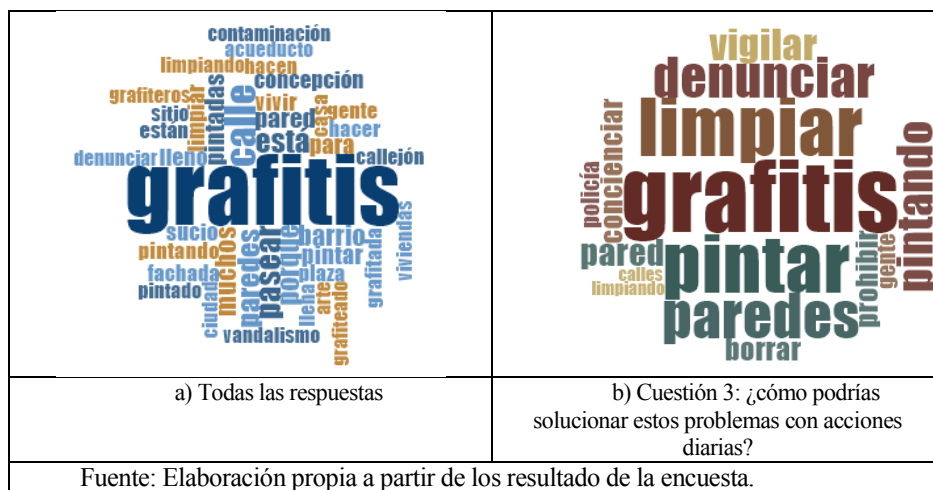 contaminación
acueducto
limpiando hacen
concepción
grafiteros limpiar pintadas calle vivir casa gente
sitio pared
están está para hacer
denunciar lleno callejón
grafitis
sucio muchos paredes pasear porque barrio grafitada viviendas
pintando pintar
fachada plaza
pintado ciudad llena arte grafiteado
vandalismo
vigilar
denunciar
limpiar
policía concienciar pintando
grafitis
pared pintar prohibir gente
calles
limpiando paredes
borrar
a) Todas las respuestas
b) Cuestión 3: ¿cómo podrías
solucionar estos problemas con acciones
diarias?
Fuente: Elaboración propia a partir de los resultado de la encuesta.